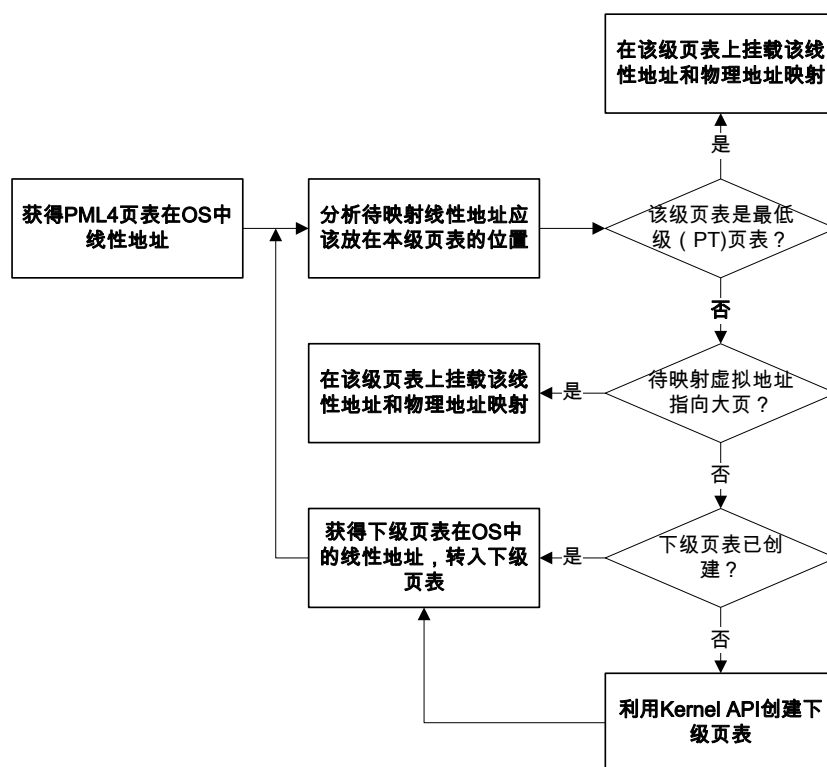 在该级页表上挂载该线
性地址和物理地址映射
是
获得PML4页表在OS中
线性地址
分析待映射线性地址应
该放在本级页表的位置
该级页表是最低
级（PT)页表？
否
在该级页表上挂载该线
性地址和物理地址映射
是
待映射虚拟地址
指向大页？
否
获得下级页表在OS中
的线性地址，转入下级
页表
是
下级页表已创
建？
否
利用Kernel API创建下
级页表